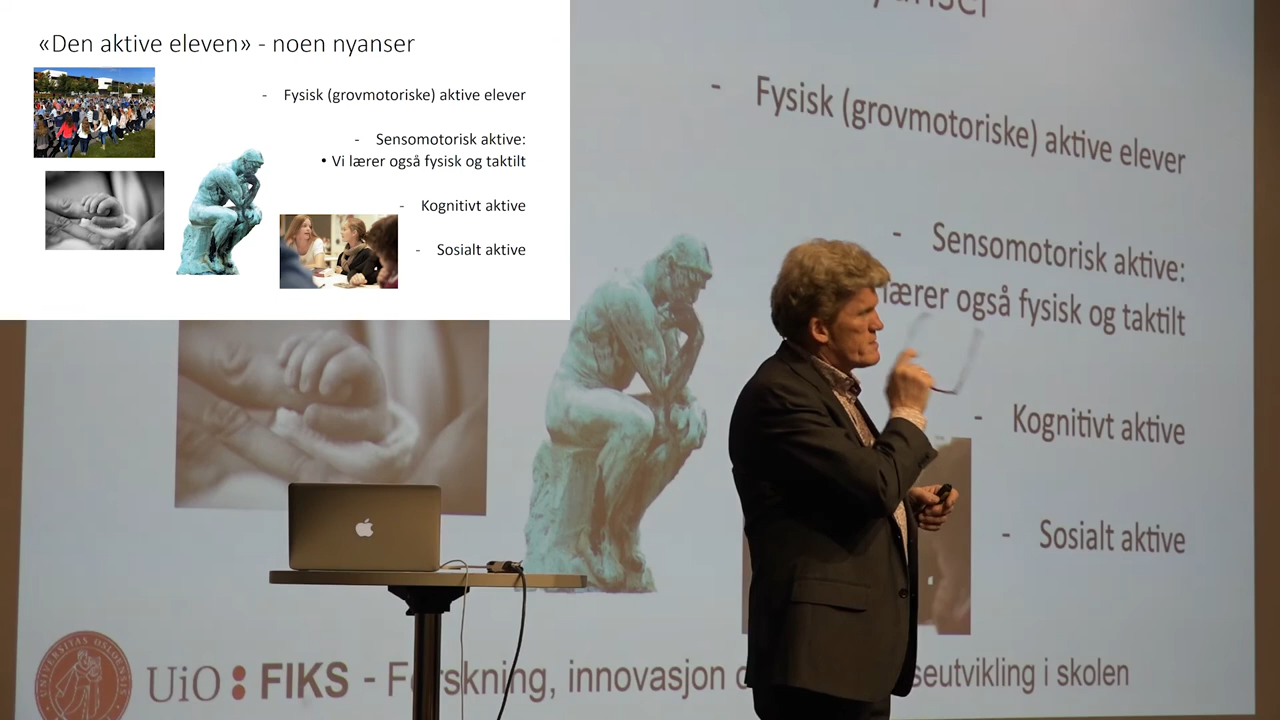 «Den aktive eleven» - noen nyanser
- Fysisk (grovmotoriske) aktive elever
- Sensomotorisk aktive:
• Vi lærer også fysisk og taktilt
- Kognitivt aktive
- Sosialt aktive
- Fysisk (grovmotoriske) aktive elever
- Sensomotorisk aktive:
lærer også fysisk og taktilt
- Kognitivt aktive
- Sosialt aktive
UNIVERSITAS OSLOENSIS
UiO : FIKS - Forskning, innovasjon seutvikling i skolen